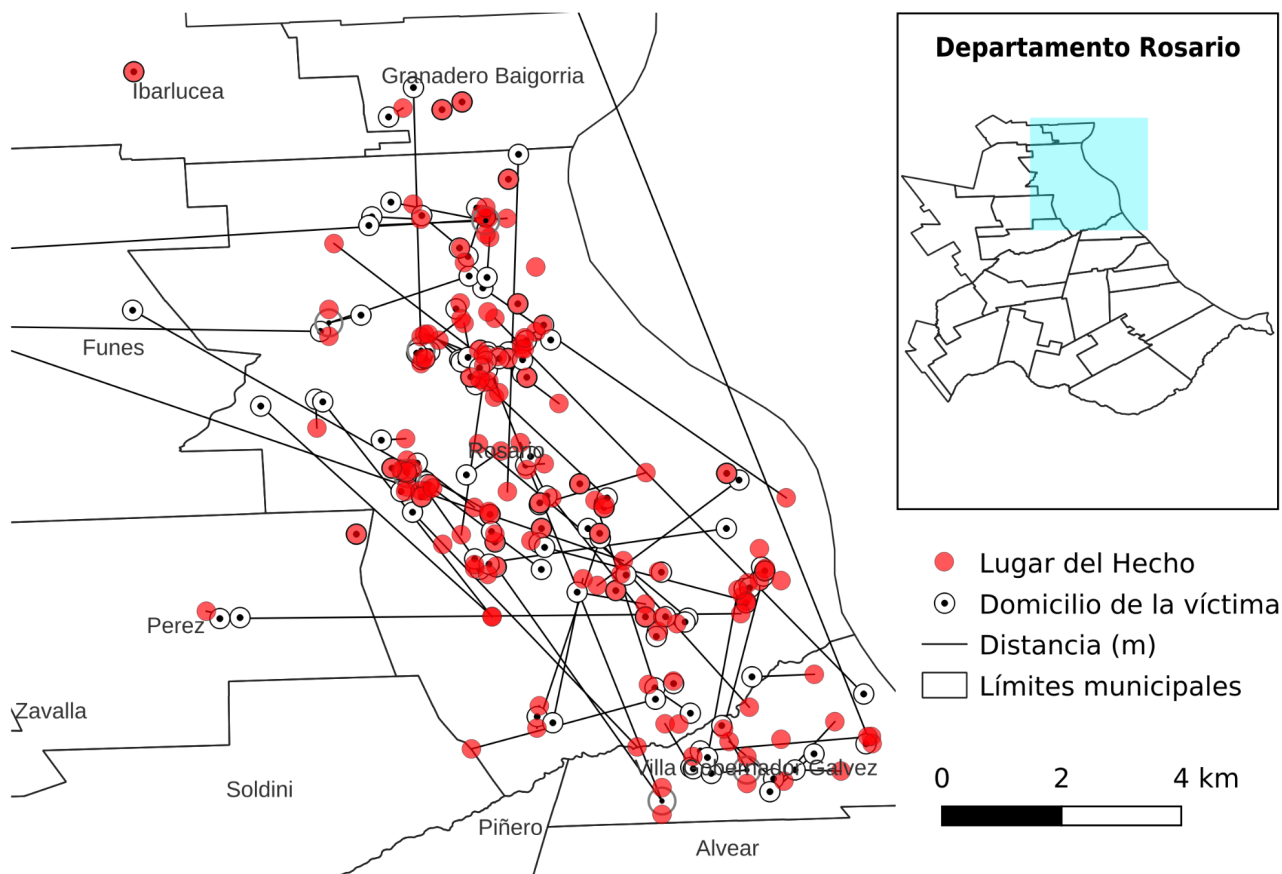 Departamento Rosario
Granadero Baigorria
Ibarlucea
Funes
Rosario
Perez
Zavalla
Soldini
Villa Gobernador Galvez
Piñero
Alvear
Lugar del Hecho
Domicilio de la víctima
Distancia (m)
Límites municipales
0 2 4 km